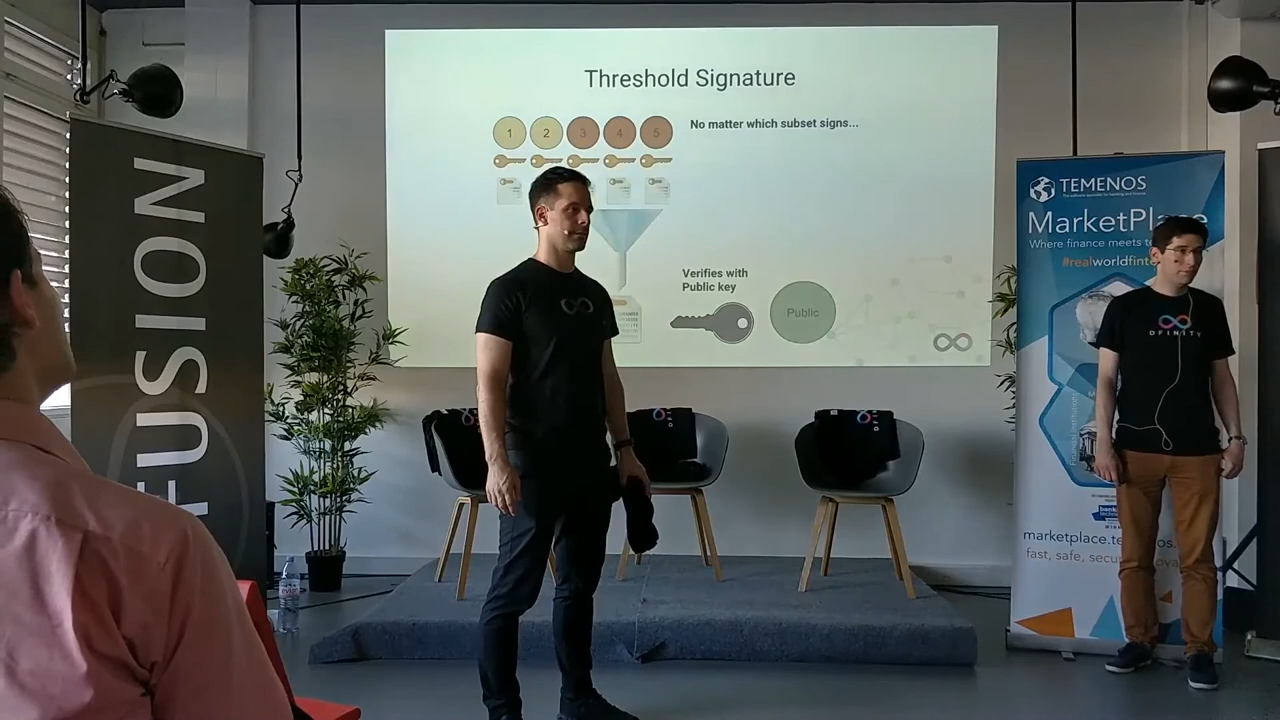 Threshold Signature
1 2 3 4 5
No matter which subset signs...
Verifies with
Public key
Public
FUSION
TEMENOS
MarketPlace
Where finance meets
#realworldfinte
DFINITY
marketplace.te
fast, safe, secu